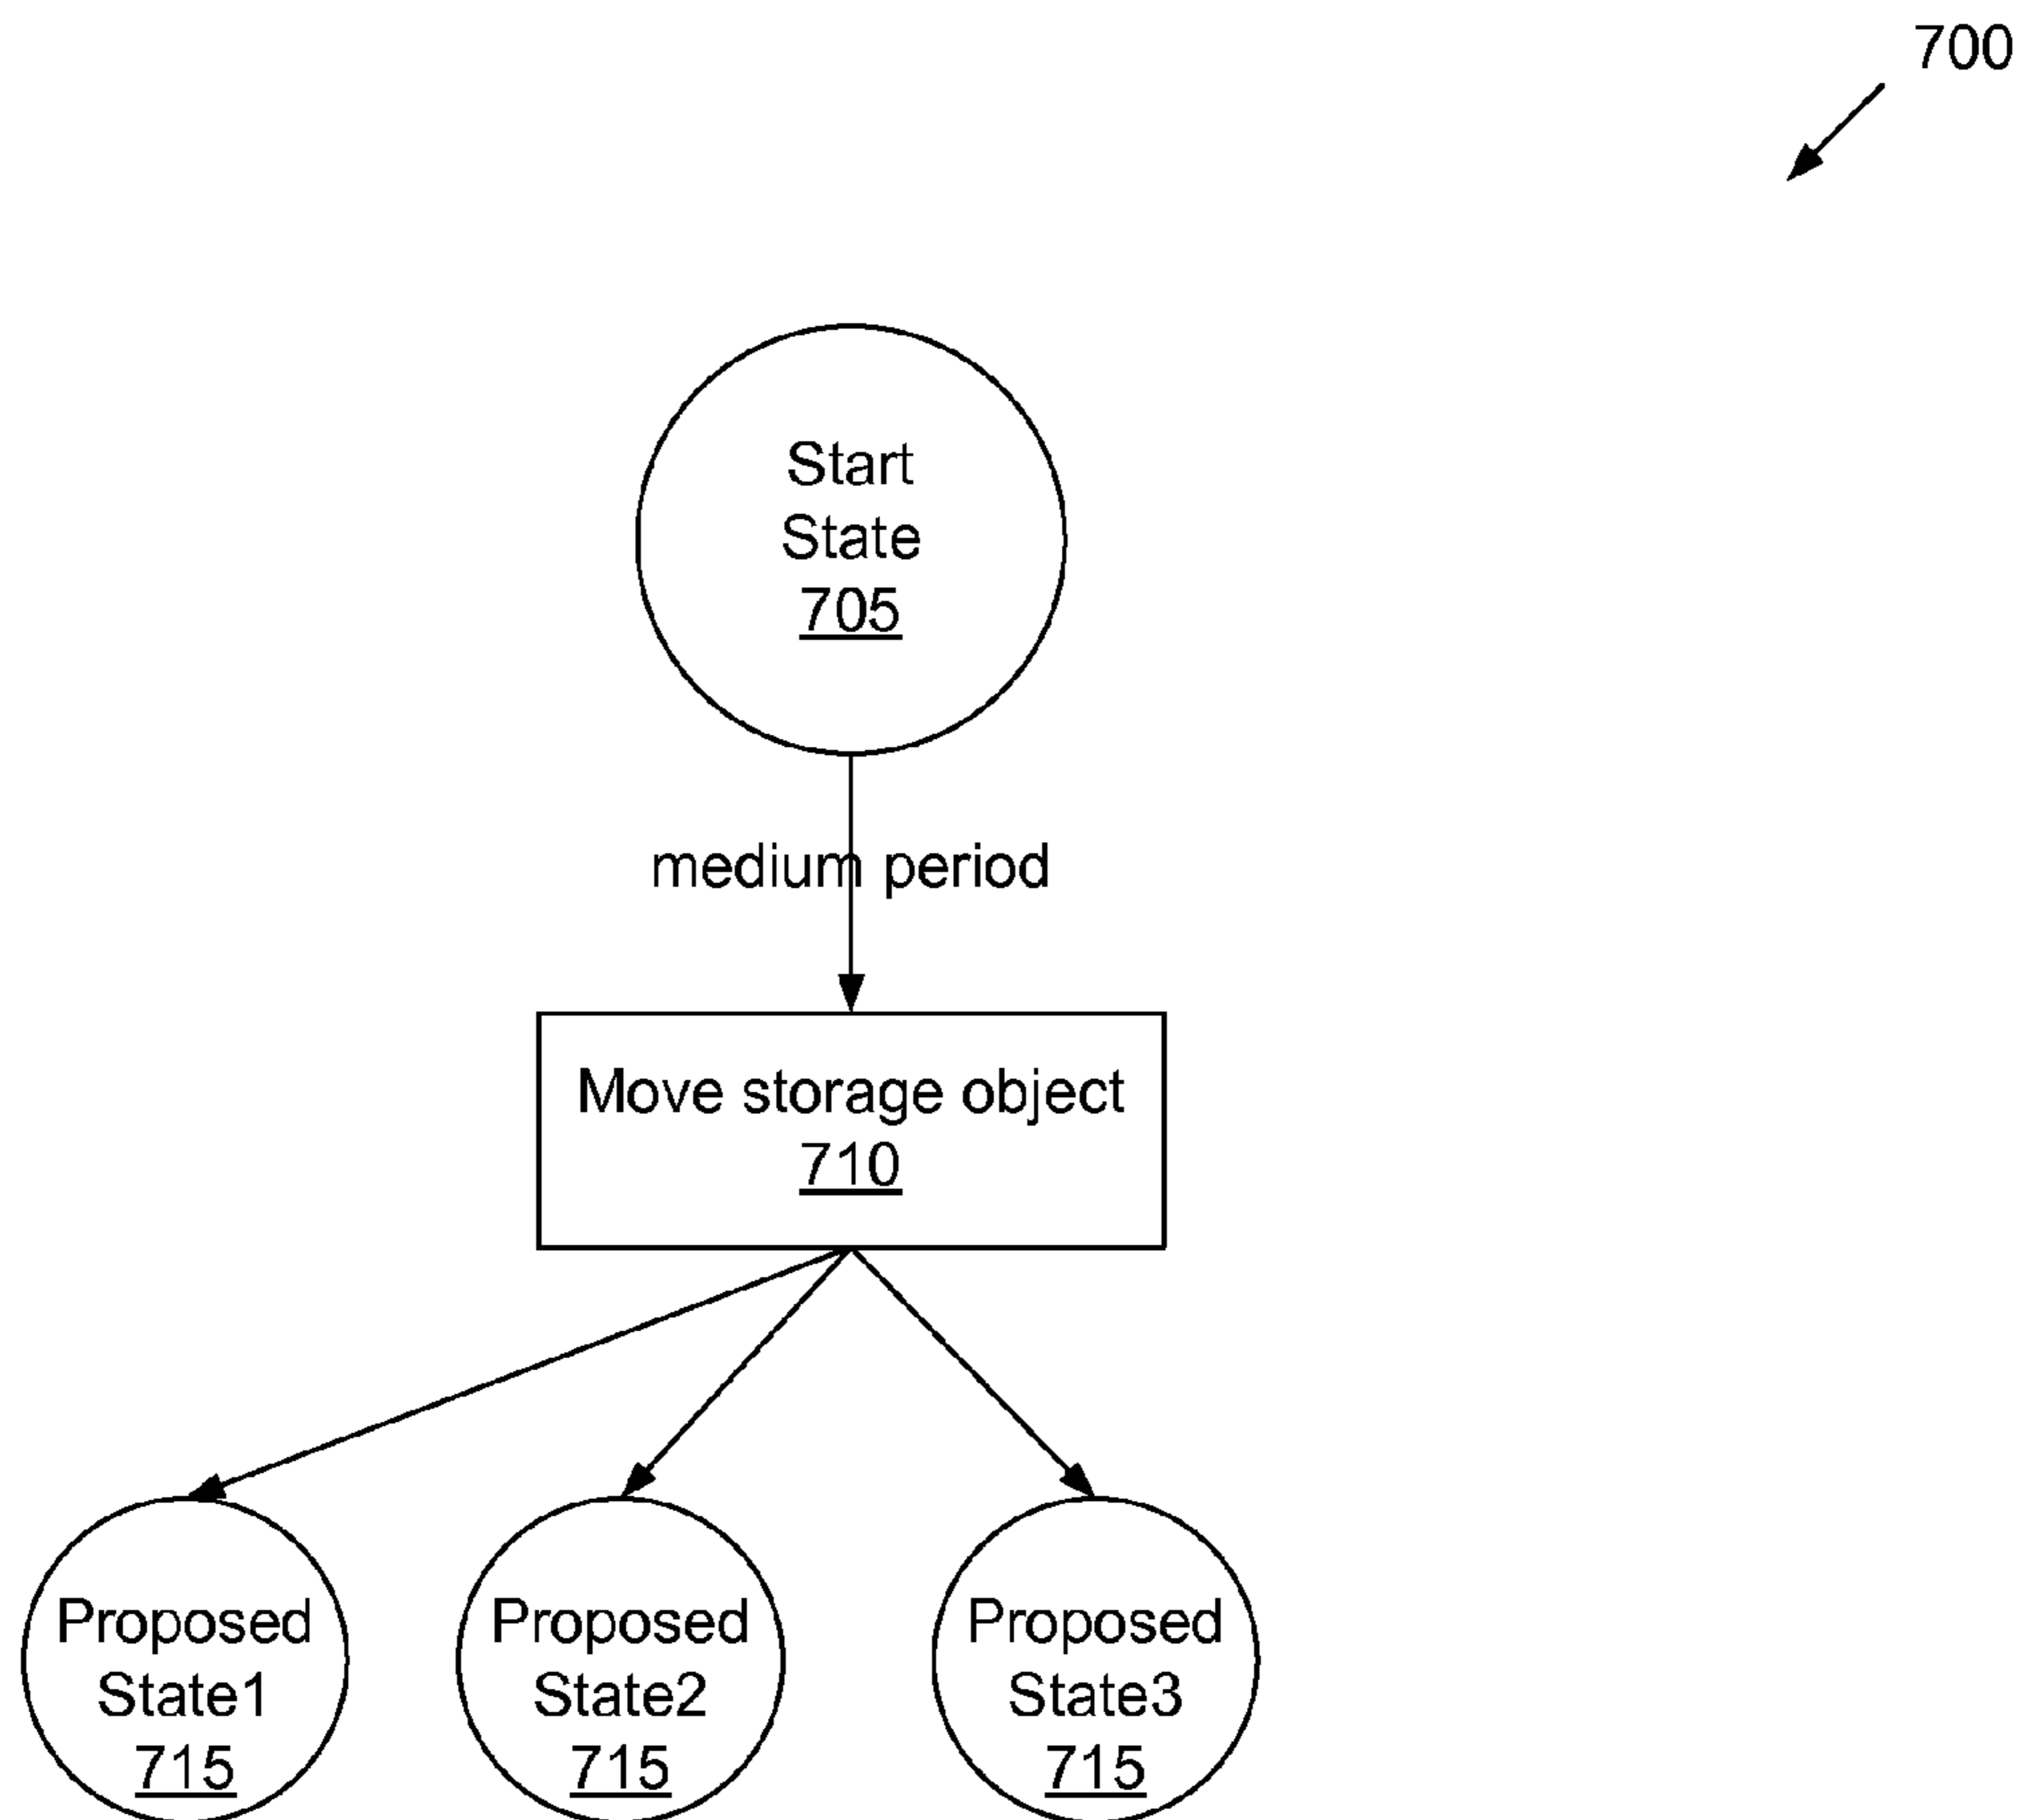 700
Start
State
705
medium period
Move storage object
710
Proposed
State1
715
Proposed
State2
715
Proposed
State3
715